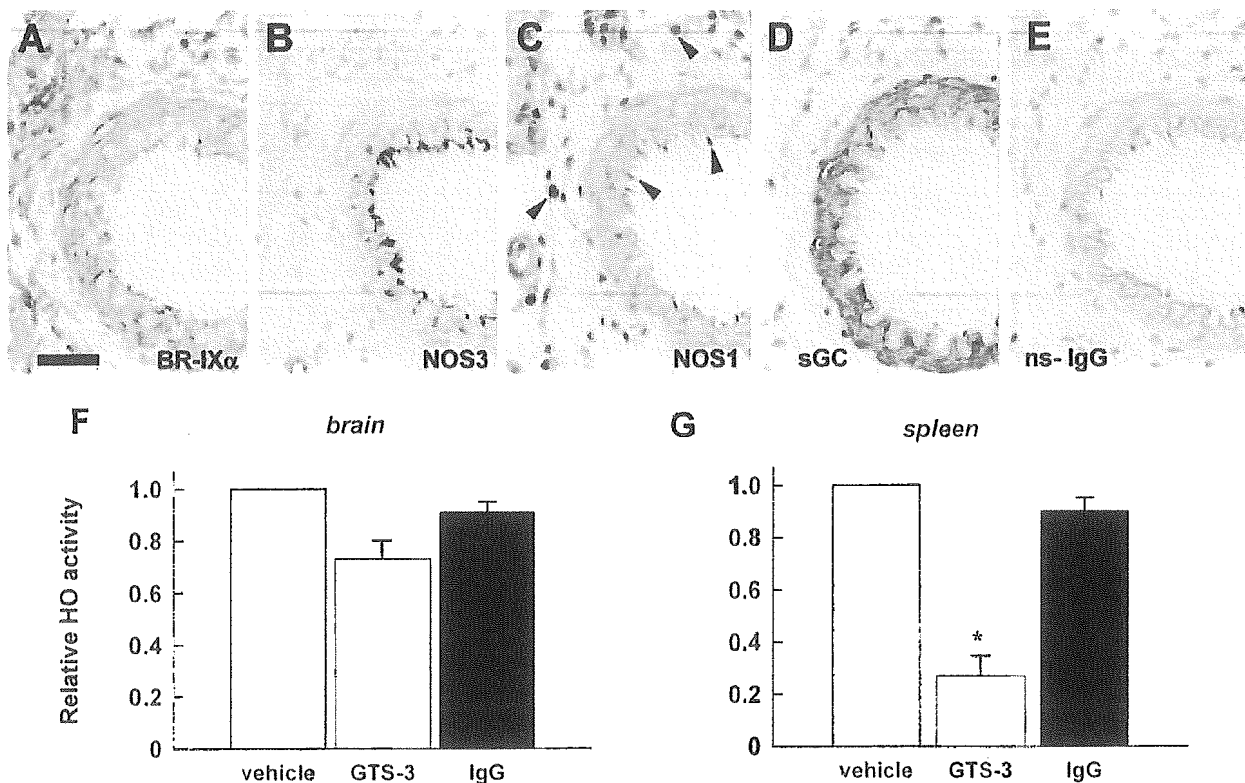 A
B
C
D
E
BR-IXα
NOS3
NOS1
sGC
ns- IgG
F
brain
G
spleen
Relative HO activity
1.0
0.8
0.6
0.4
0.2
0
vehicle
GTS-3
IgG
1.0
0.8
0.6
0.4
0.2
0
*
vehicle
GTS-3
IgG